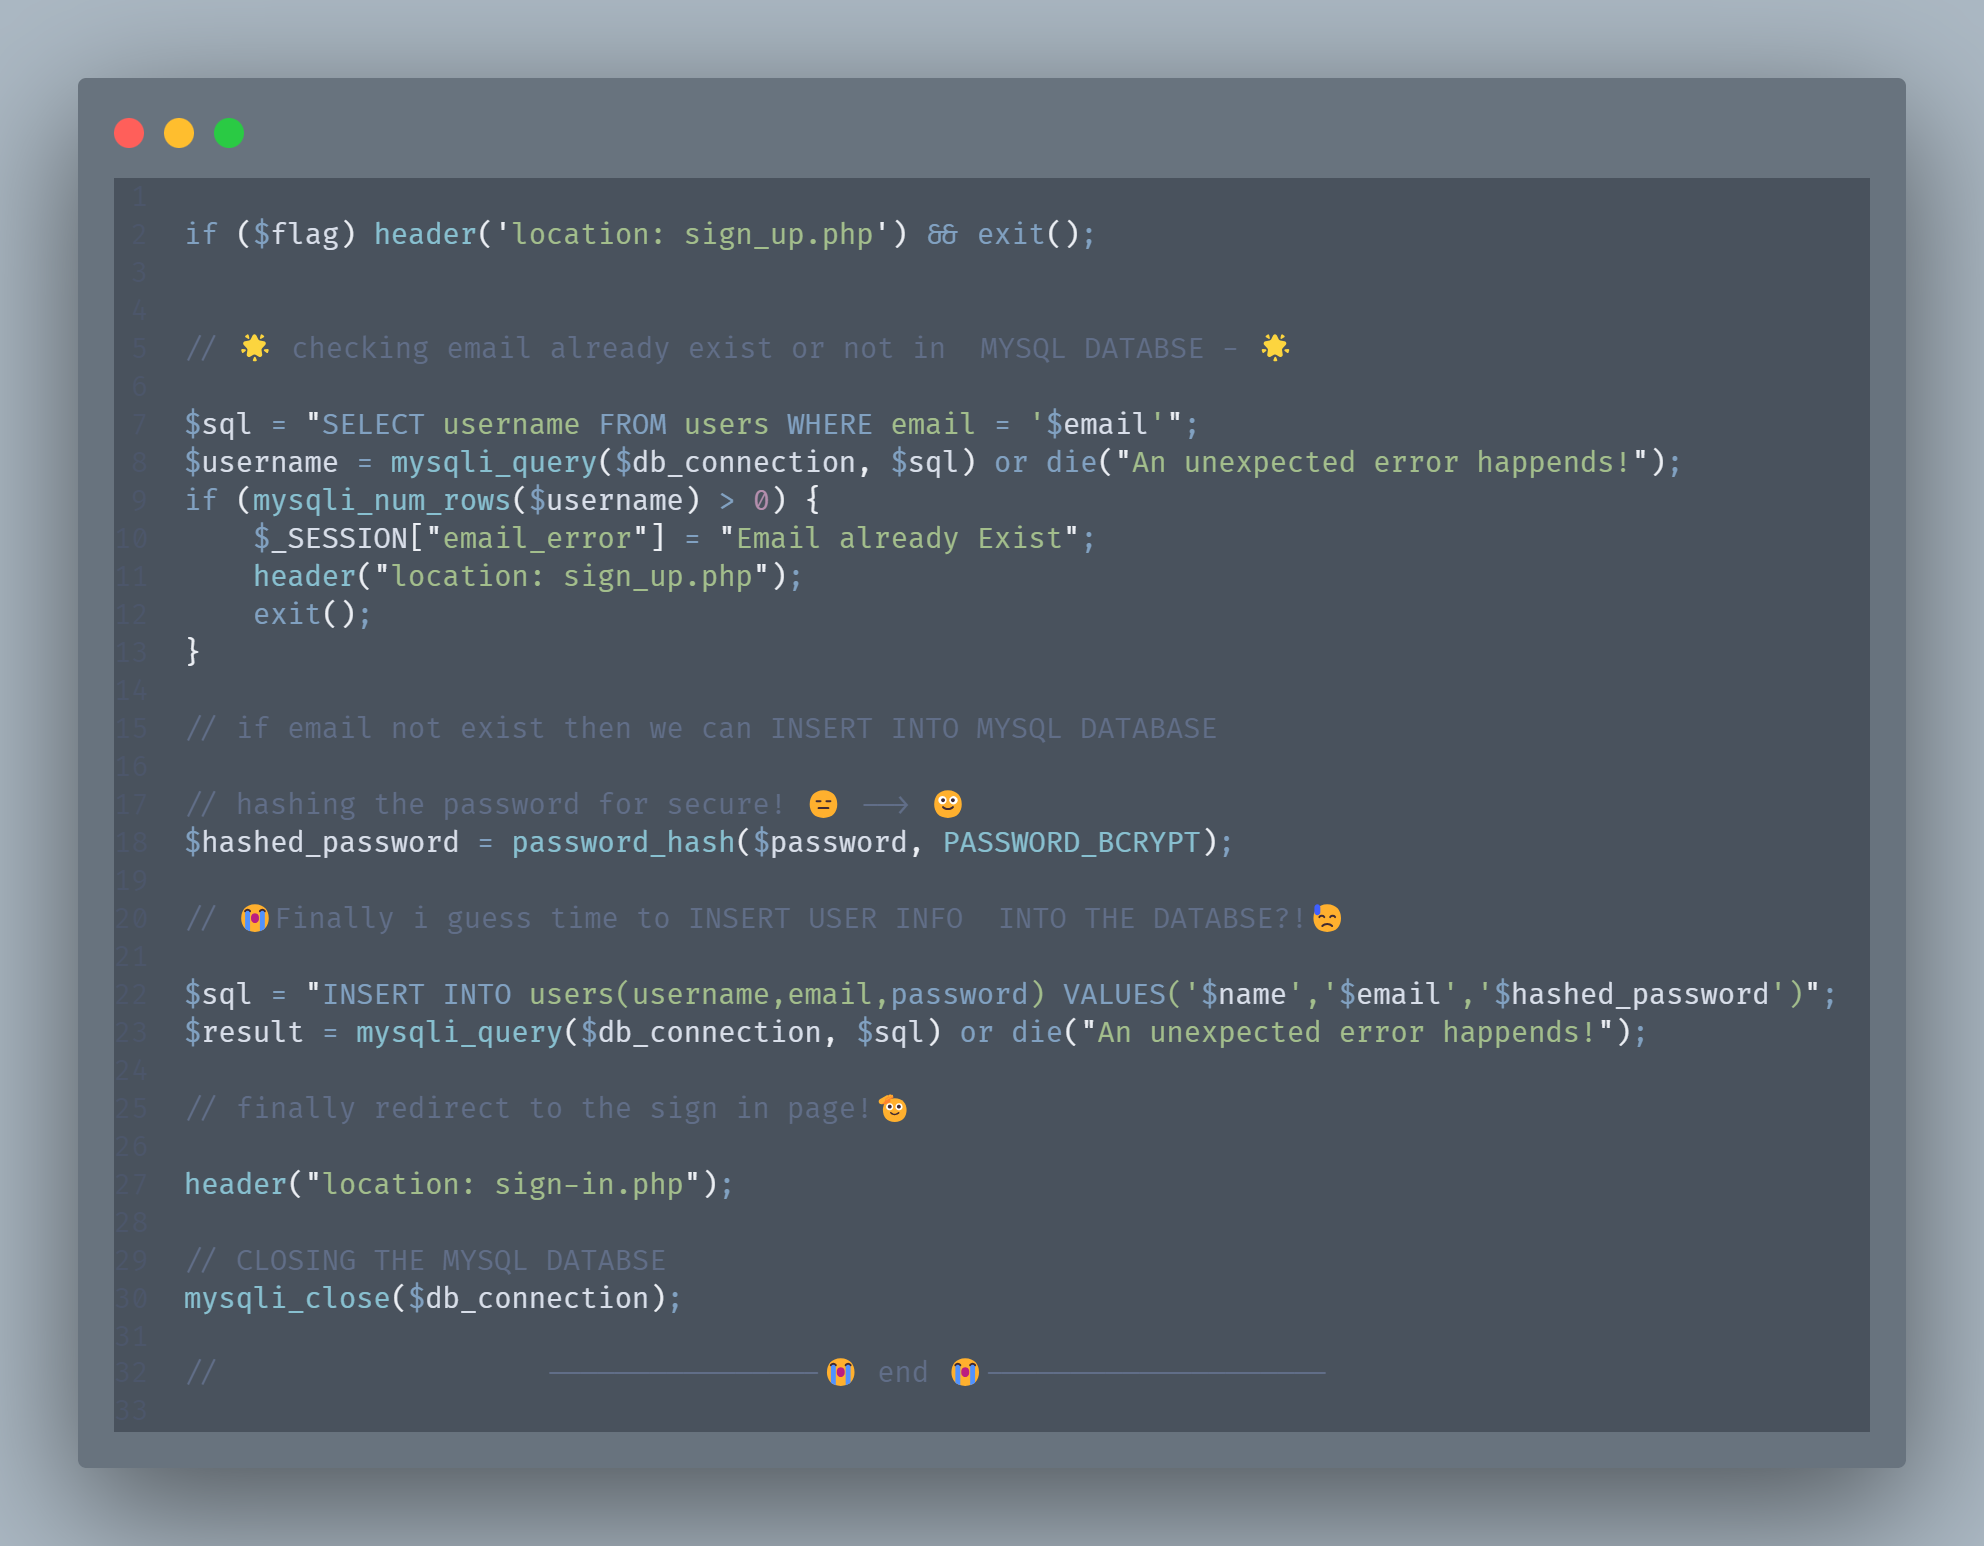 1
2 if ($flag) header('location: sign_up.php') && exit();
3
4
5 // 🌟 checking email already exist or not in  MYSQL DATABSE - 🌟
6
7 $sql = "SELECT username FROM users WHERE email = '$email'";
8 $username = mysqli_query($db_connection, $sql) or die("An unexpected error happends!");
9 if (mysqli_num_rows($username) > 0) {
10     $_SESSION["email_error"] = "Email already Exist";
11     header("location: sign_up.php");
12     exit();
13 }
14
15 // if email not exist then we can INSERT INTO MYSQL DATABASE
16
17 // hashing the password for secure! 😑 --> 🙂
18 $hashed_password = password_hash($password, PASSWORD_BCRYPT);
19
20 // 😭Finally i guess time to INSERT USER INFO  INTO THE DATABSE?!😓
21
22 $sql = "INSERT INTO users(username,email,password) VALUES('$name','$email','$hashed_password')";
23 $result = mysqli_query($db_connection, $sql) or die("An unexpected error happends!");
24
25 // finally redirect to the sign in page!🫡
26
27 header("location: sign-in.php");
28
29 // CLOSING THE MYSQL DATABSE
30 mysqli_close($db_connection);
31
32 // ----------------😭 end 😭--------------------
33